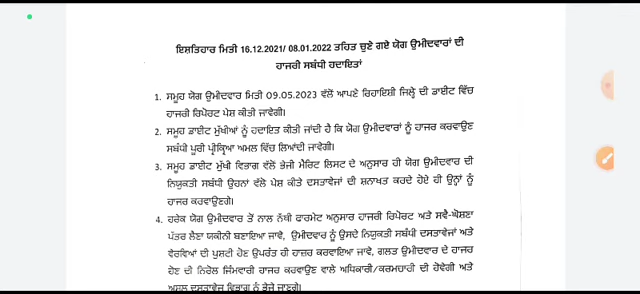 ਇਸ਼ਤਿਹਾਰ ਮਿਤੀ 16.12.2021/ 08.01.2022 ਤਹਿਤ ਚੁਣੇ ਗਏ ਯੋਗ ਉਮੀਦਵਾਰਾਂ ਦੀ
ਹਾਜਰੀ ਸਬੰਧੀ ਹਦਾਇਤਾਂ
1. ਸਮੂਹ ਯੋਗ ਉਮੀਦਵਾਰ ਮਿਤੀ 09.05.2023 ਵੱਲੋਂ ਆਪਣੇ ਰਿਹਾਇਸ਼ੀ ਜਿਲ੍ਹੇ ਦੀ ਡਾਈਟ ਵਿੱਚ
ਹਾਜਰੀ ਰਿਪੋਰਟ ਪੇਸ਼ ਕੀਤੀ ਜਾਵੇਗੀ।
2. ਸਮੂਹ ਡਾਈਟ ਮੁੱਖੀਆਂ ਨੂੰ ਹਦਾਇਤ ਕੀਤੀ ਜਾਂਦੀ ਹੈ ਕਿ ਯੋਗ ਉਮੀਦਵਾਰਾਂ ਨੂੰ ਹਾਜਰ ਕਰਵਾਉਣ
ਸਬੰਧੀ ਪੂਰੀ ਪ੍ਰੀਕ੍ਰਿਆ ਅਮਲ ਵਿੱਚ ਲਿਆਂਦੀ ਜਾਵੇਗੀ।
3. ਸਮੂਹ ਡਾਈਟ ਮੁੱਖੀ ਵਿਭਾਗ ਵੱਲੋਂ ਭੇਜੀ ਮੈਰਿਟ ਲਿਸਟ ਦੇ ਅਨੁਸਾਰ ਹੀ ਯੋਗ ਉਮੀਦਵਾਰ ਦੀ
ਨਿਯੁਕਤੀ ਸਬੰਧੀ ਉਹਨਾਂ ਵੱਲੋਂ ਪੇਸ਼ ਕੀਤੇ ਦਸਤਾਵੇਜਾਂ ਦੀ ਸ਼ਨਾਖਤ ਕਰਦੇ ਹੋਏ ਹੀ ਉਨ੍ਹਾਂ ਨੂੰ
ਹਾਜਰ ਕਰਵਾਉਣਗੇ।
4. ਹਰੇਕ ਯੋਗ ਉਮੀਦਵਾਰ ਤੋਂ ਨਾਲ ਨੱਥੀ ਫਾਰਮੇਟ ਅਨੁਸਾਰ ਹਾਜਰੀ ਰਿਪੋਰਟ ਅਤੇ ਸਵੈ-ਘੋਸ਼ਣਾ
ਪੱਤਰ ਲੈਣਾ ਯਕੀਨੀ ਬਣਾਇਆ ਜਾਵੇ, ਉਮੀਦਵਾਰ ਨੂੰ ਉਸਦੇ ਨਿਯੁਕਤੀ ਸਬੰਧੀ ਦਸਤਾਵੇਜਾਂ ਅਤੇ
ਵੇਰਵਿਆਂ ਦੀ ਪੁਸ਼ਟੀ ਹੋਣ ਉਪਰੰਤ ਹੀ ਹਾਜ਼ਰ ਕਰਵਾਇਆ ਜਾਵੇ, ਗਲਤ ਉਮੀਦਵਾਰ ਦੇ ਹਾਜਰ
ਹੋਣ ਦੀ ਨਿਰੋਲ ਜਿੰਮਵਾਰੀ ਹਾਜਰ ਕਰਵਾਉਣ ਵਾਲੇ ਅਧਿਕਾਰੀ/ਕਰਮਚਾਰੀ ਦੀ ਹੋਵੇਗੀ ਅਤੇ
ਅਸਲ ਦਸਤਾਵੇਜ ਵਿਭਾਗ ਨੂੰ ਭੇਜੇ ਜਾਣਗੇ।